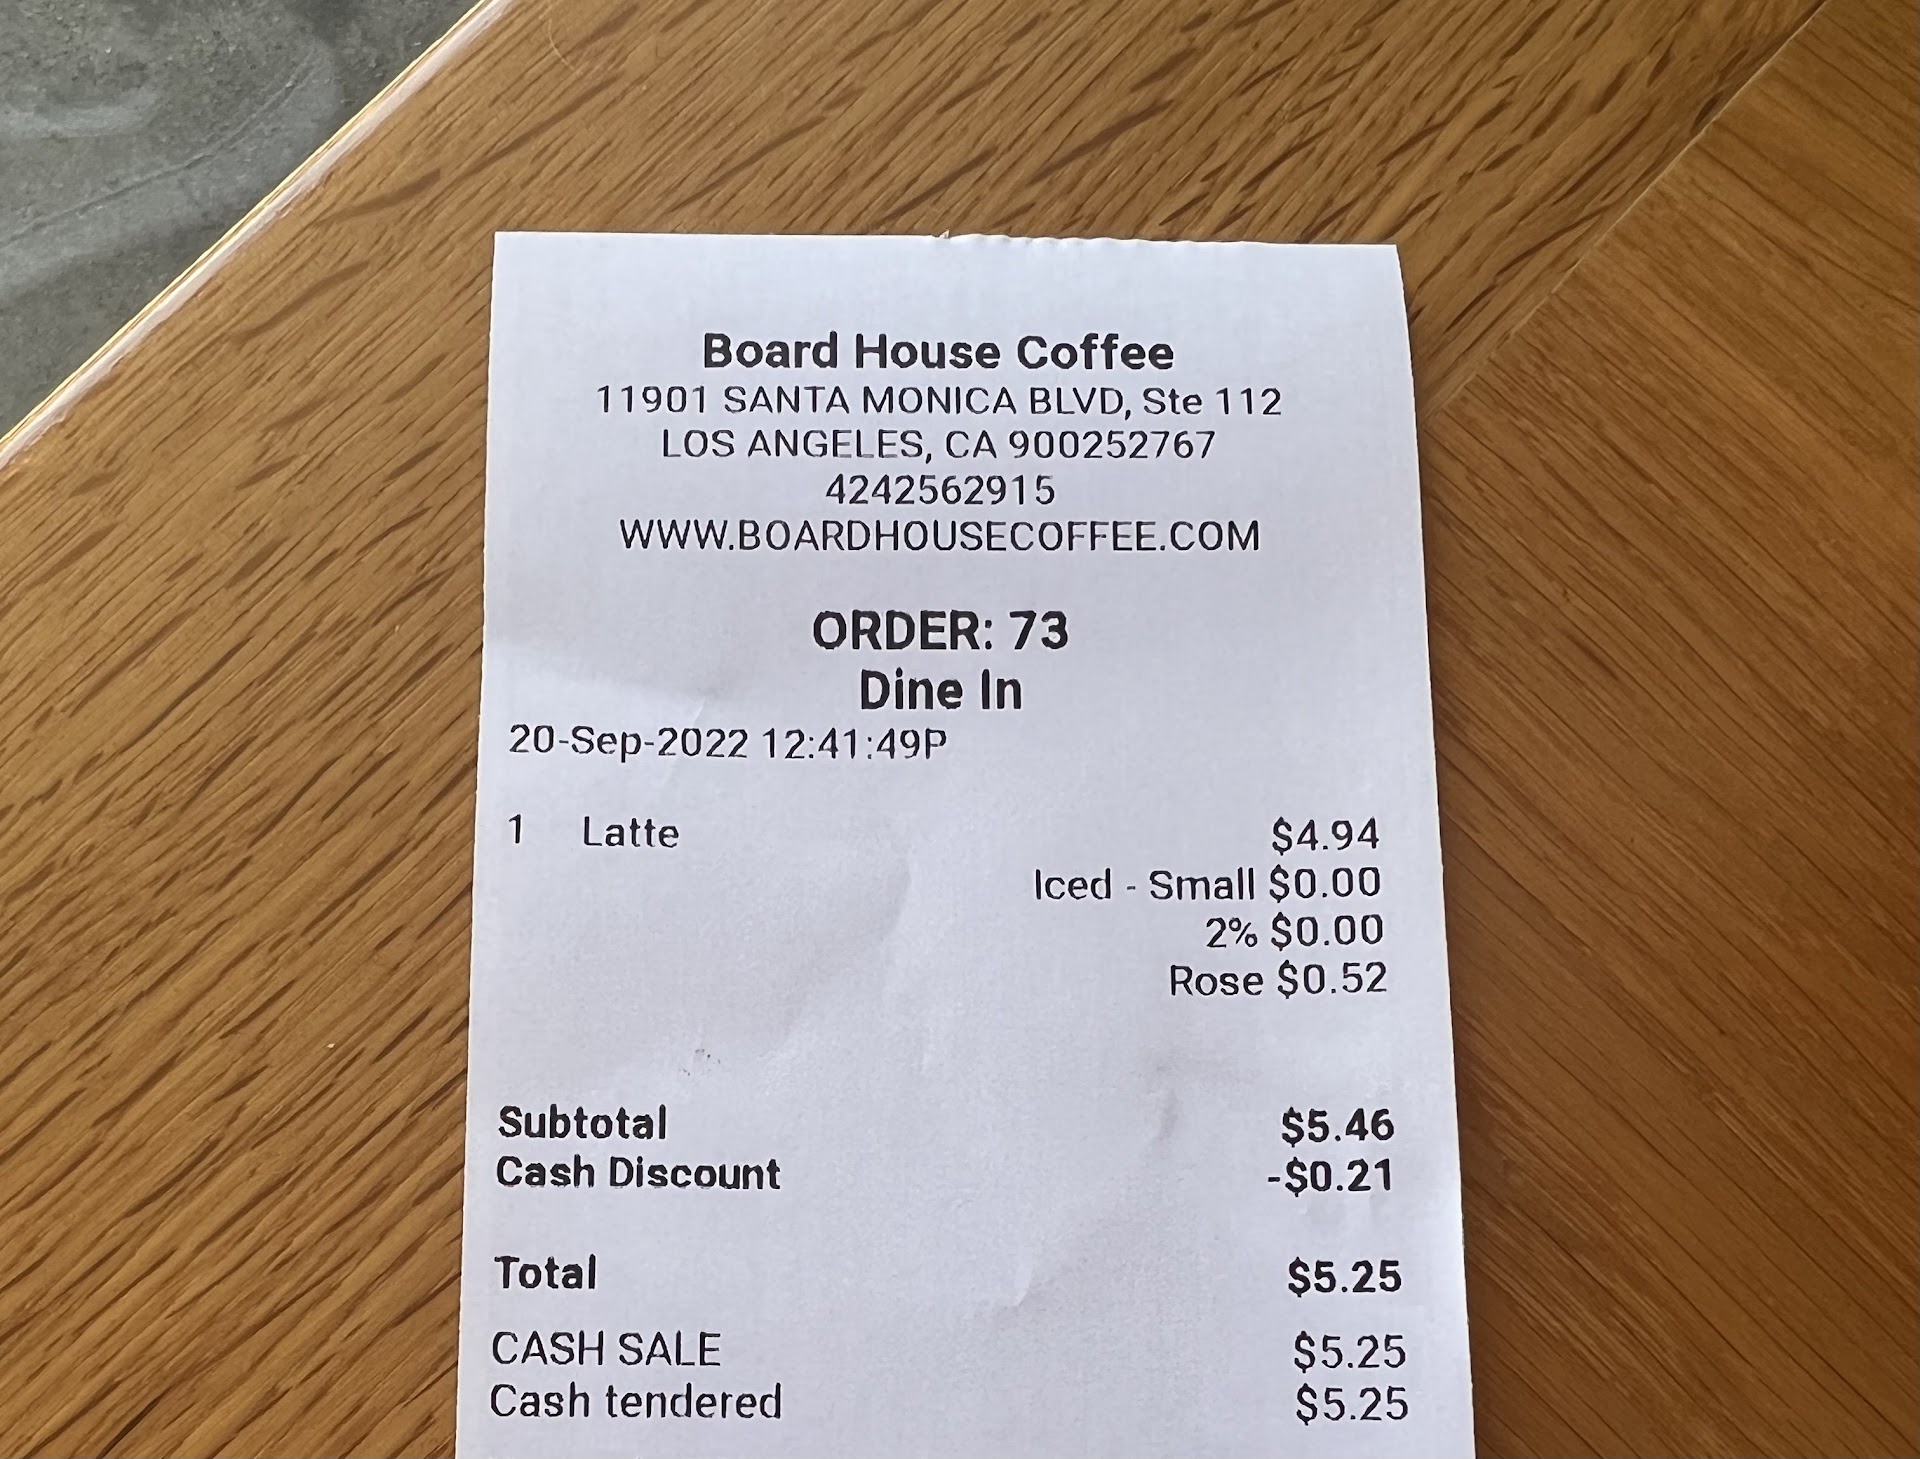 Board House Coffee
11901 SANTA MONICA BLVD, Ste 112
LOS ANGELES, CA 900252767
4242562915
WWW.BOARDHOUSECOFFEE.COM
ORDER: 73
Dine In
20-Sep-2022 12:41:49P
1 Latte $4.94
Iced - Small $0.00
2% $0.00
Rose $0.52
Subtotal $5.46
Cash Discount -$0.21
Total $5.25
CASH SALE $5.25
Cash tendered $5.25